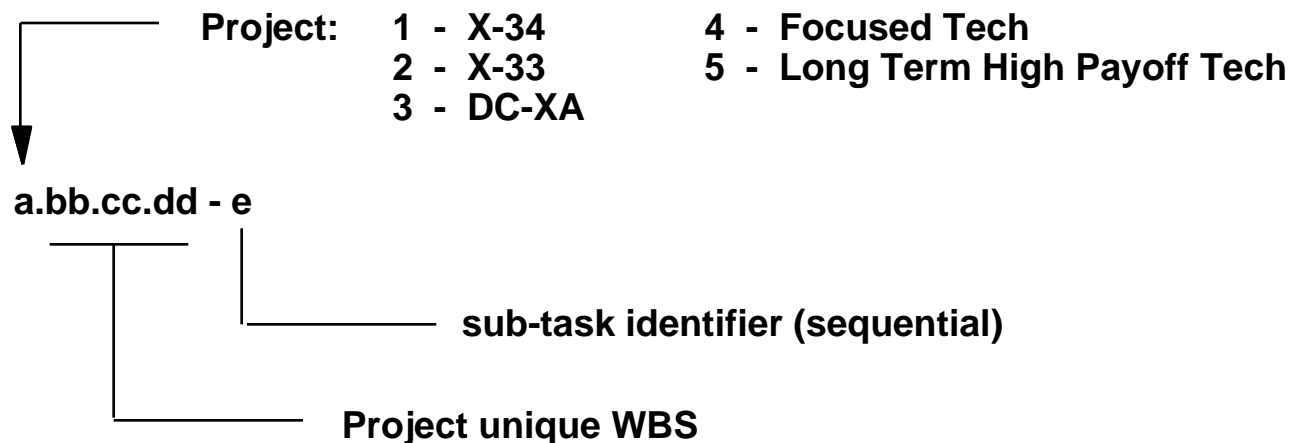 Project: 1 - X-34 4 - Focused Tech
2 - X-33 5 - Long Term High Payoff Tech
3 - DC-XA
a.bb.cc.dd - e
sub-task identifier (sequential)
Project unique WBS